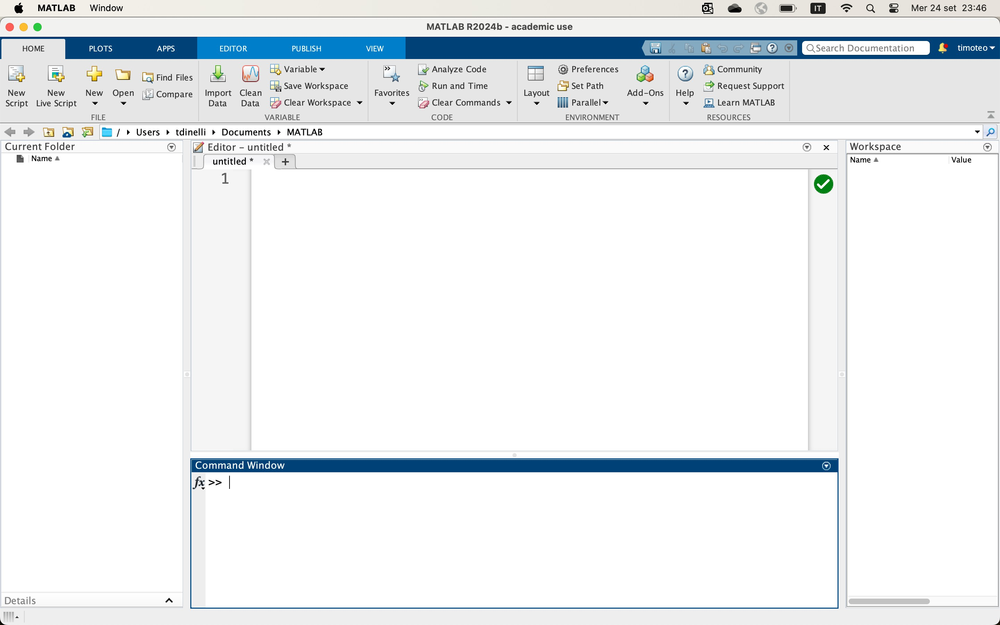 MATLAB Window IT Mer 24 set 23:46
MATLAB R2024b - academic use
HOME PLOTS APPS EDITOR PUBLISH VIEW Search Documentation timoteo
New Script
New Live Script
New
Open
Find Files
Compare
FILE
Import Data
Clean Data
Variable
Save Workspace
Clear Workspace
VARIABLE
Favorites
Analyze Code
Run and Time
Clear Commands
CODE
Layout
Preferences
Set Path
Parallel
Add-Ons
ENVIRONMENT
Help
Community
Request Support
Learn MATLAB
RESOURCES
/ Users tdinelli Documents MATLAB
Current Folder
Name
Details
Editor – untitled *
untitled * +
1
Command Window
fx >>
Workspace
Name Value